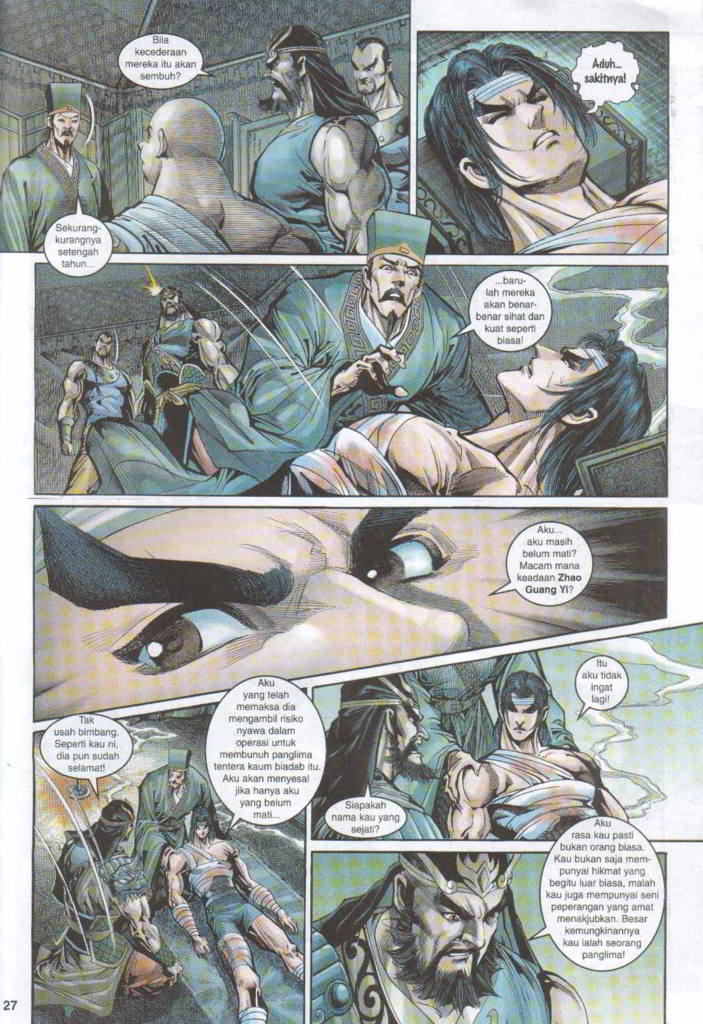 Bila
kecederaan
mereka itu akan
sembuh?
Aduh...
sakitnya!
Sekurang-
kurangnya
setengah
tahun...
...baru-
lah mereka
akan benar-
benar sihat dan
kuat seperti
biasa!
Aku...
aku masih
belum mati?
Macam mana
keadaan Zhao
Guang Yi?
Tak
usah bimbang.
Seperti kau ni,
dia pun sudah
selamat!
Aku
yang telah
memaksa dia
mengambil risiko
nyawa dalam
operasi untuk
membunuh panglima
tentera kaum biadab itu.
Aku akan menyesal
jika hanya aku
yang belum
mati...
Itu
aku tidak
ingat
lagi!
Siapakah
nama kau yang
sejati?
Aku
rasa kau pasti
bukan orang biasa.
Kau bukan saja mem-
punyai hikmat yang
begitu luar biasa, malah
kau juga mempunyai seni
peperangan yang amat
menakjubkan. Besar
kemungkinannya
kau ialah seorang
panglima!
27